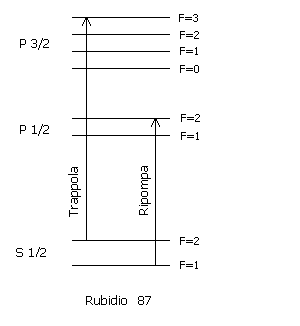 F=3
P 3/2
F=2
F=1
F=0
P 1/2
F=2
F=1
Trappola
Ripompa
S 1/2
F=2
F=1
Rubidio 87